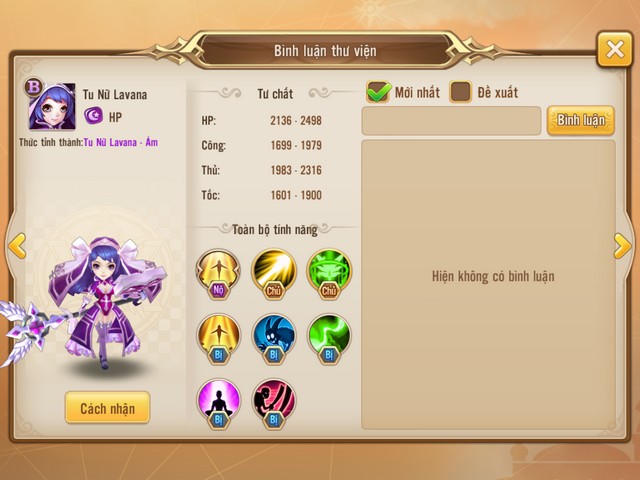 Bình luận thư viện
B
Tu Nữ Lavana
HP
Thức tỉnh thành:Tu Nữ Lavana - Ám
Tư chất
HP: 2136 - 2498
Công: 1699 - 1979
Thủ: 1983 - 2316
Tốc: 1601 - 1900
Toàn bộ tính năng
Nộ Chủ Chủ
Bị Bị Bị
Bị Bị
Cách nhận
Mới nhất Đề xuất
Bình luận
Hiện không có bình luận